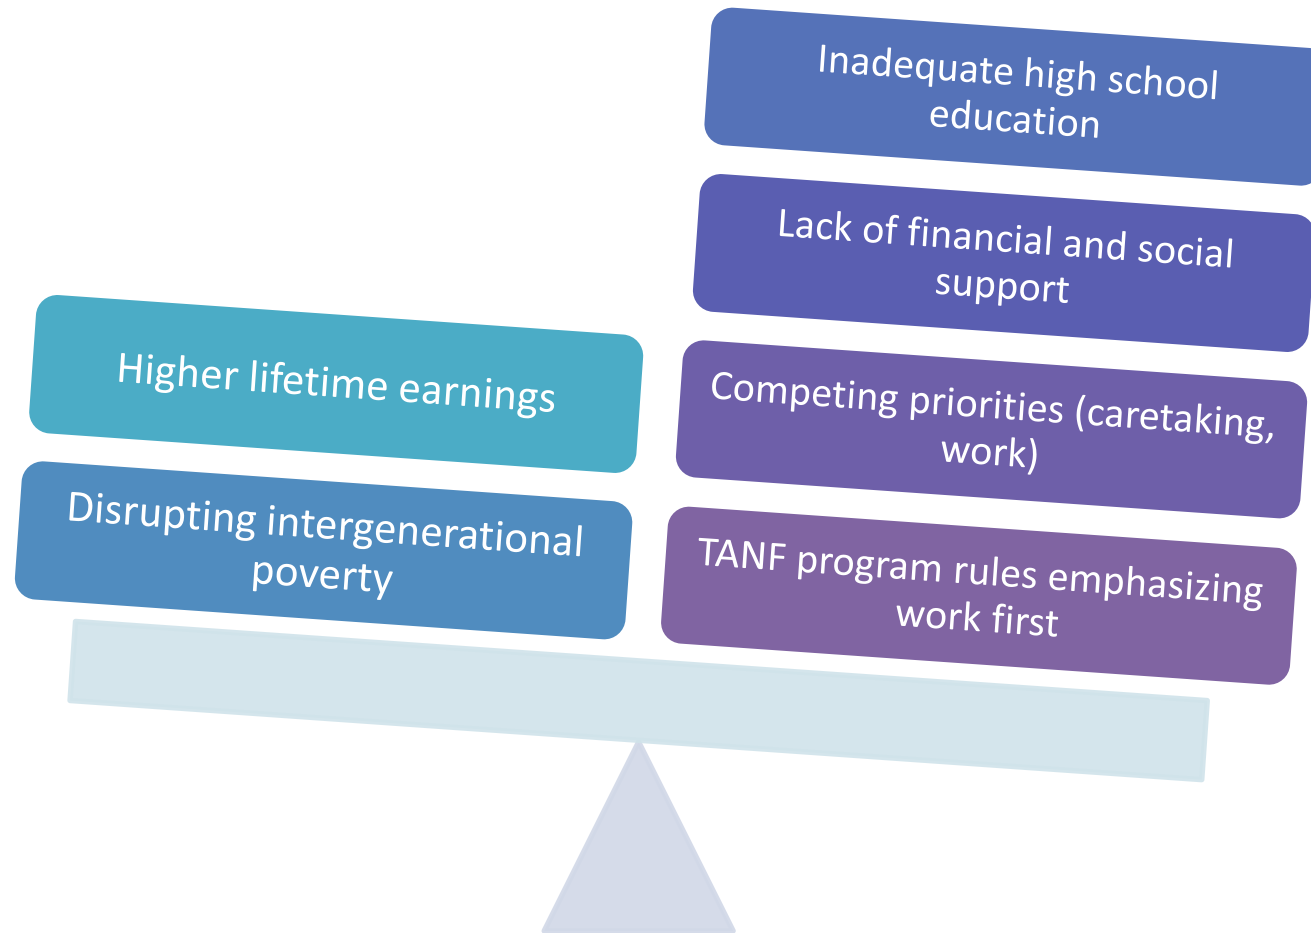 Higher lifetime earnings
Disrupting intergenerational
poverty
Inadequate high school
education
Lack of financial and social
support
Competing priorities (caretaking,
work)
TANF program rules emphasizing
work first